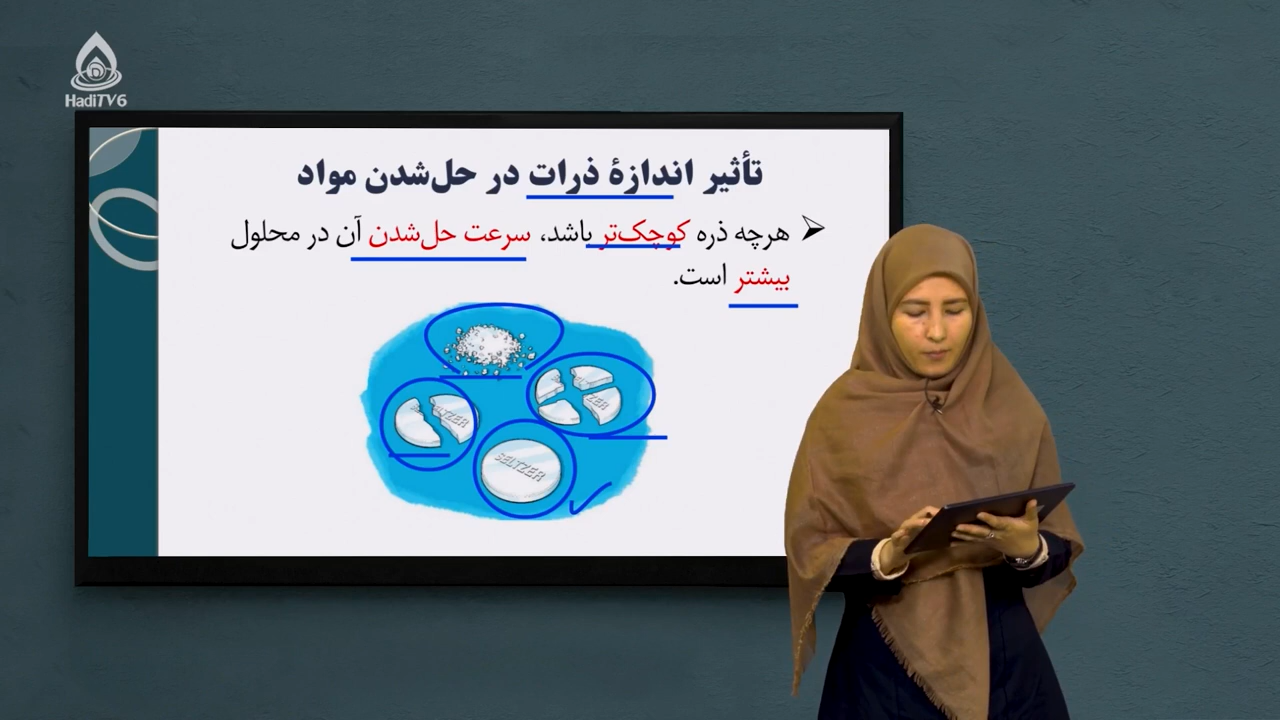 HadiTV6
تأثیر اندازهٔ ذرات در حل‌شدن مواد
هرچه ذره کوچک‌تر باشد، سرعت حل‌شدن آن در محلول
بیشتر است.
ZER
SELTZER